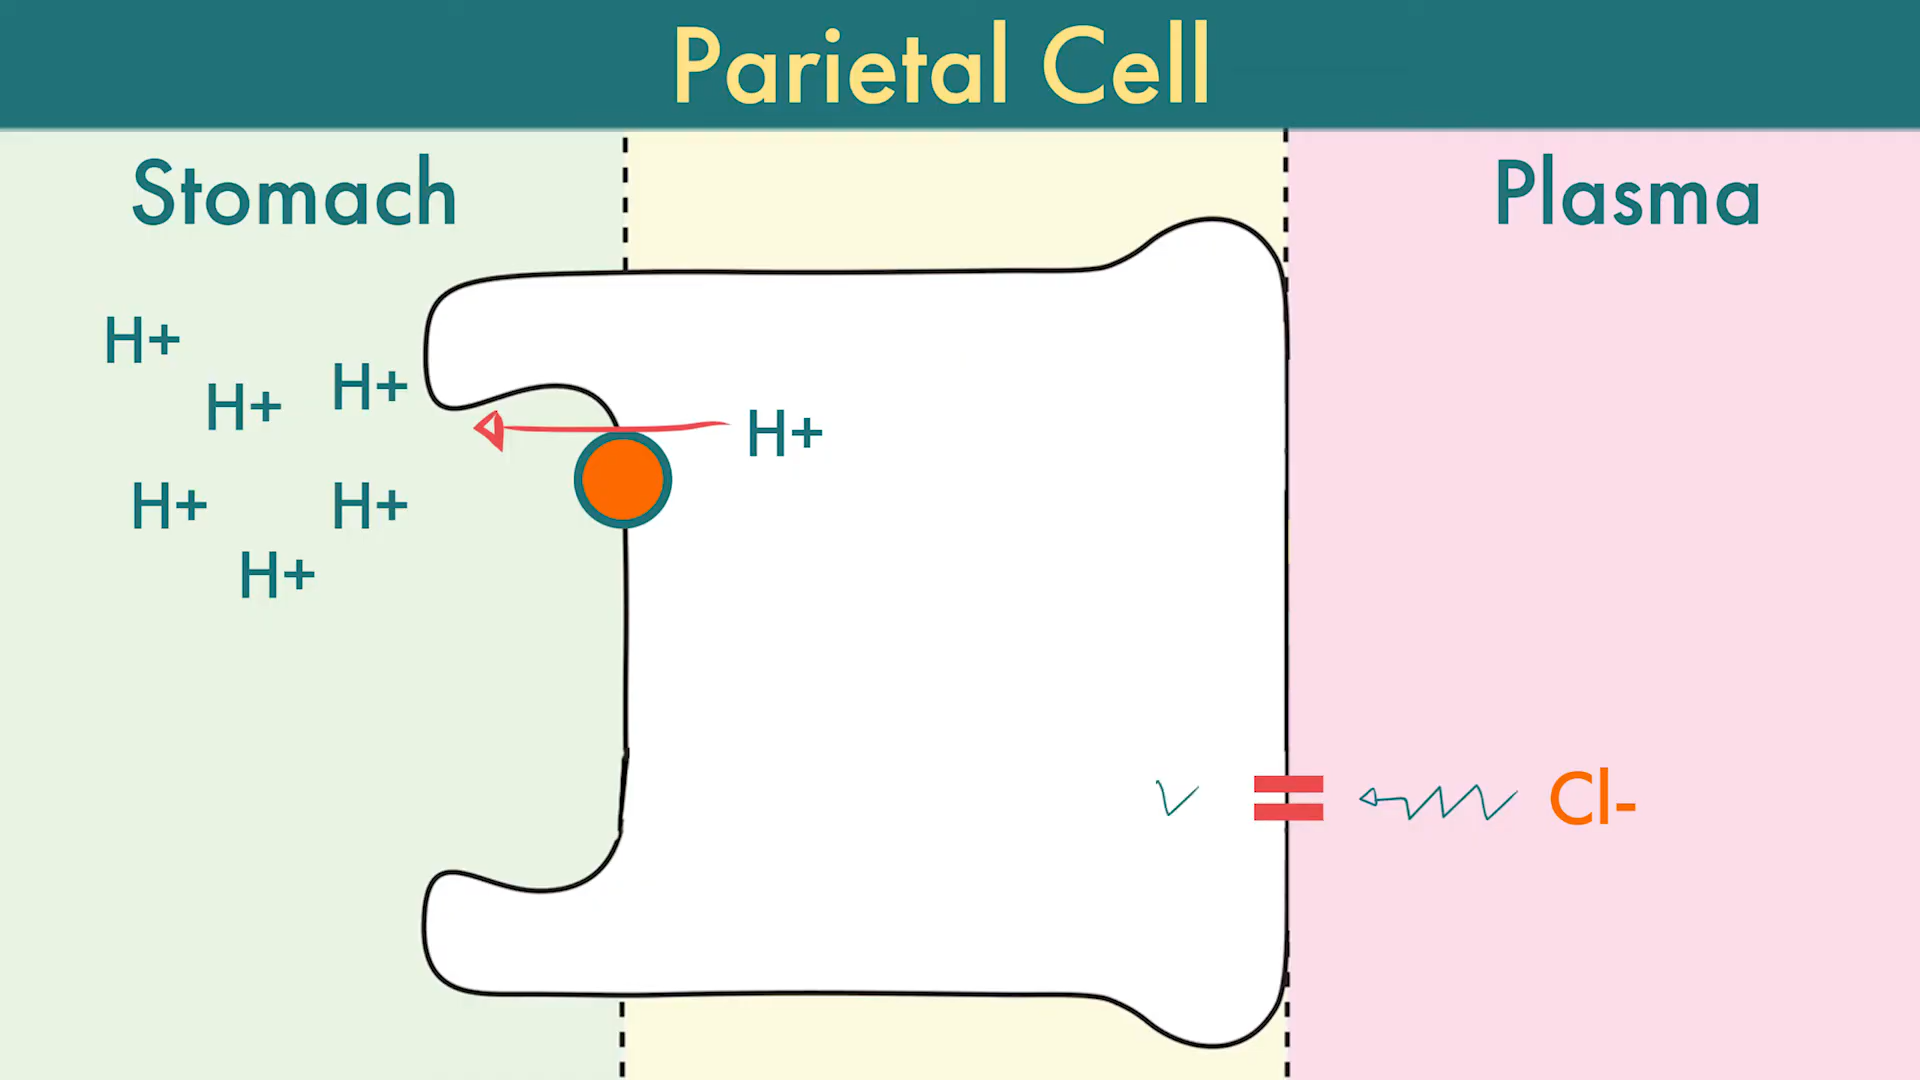 Parietal Cell
Stomach
Plasma
H+
H+
H+
H+
H+
H+
H+
Cl-